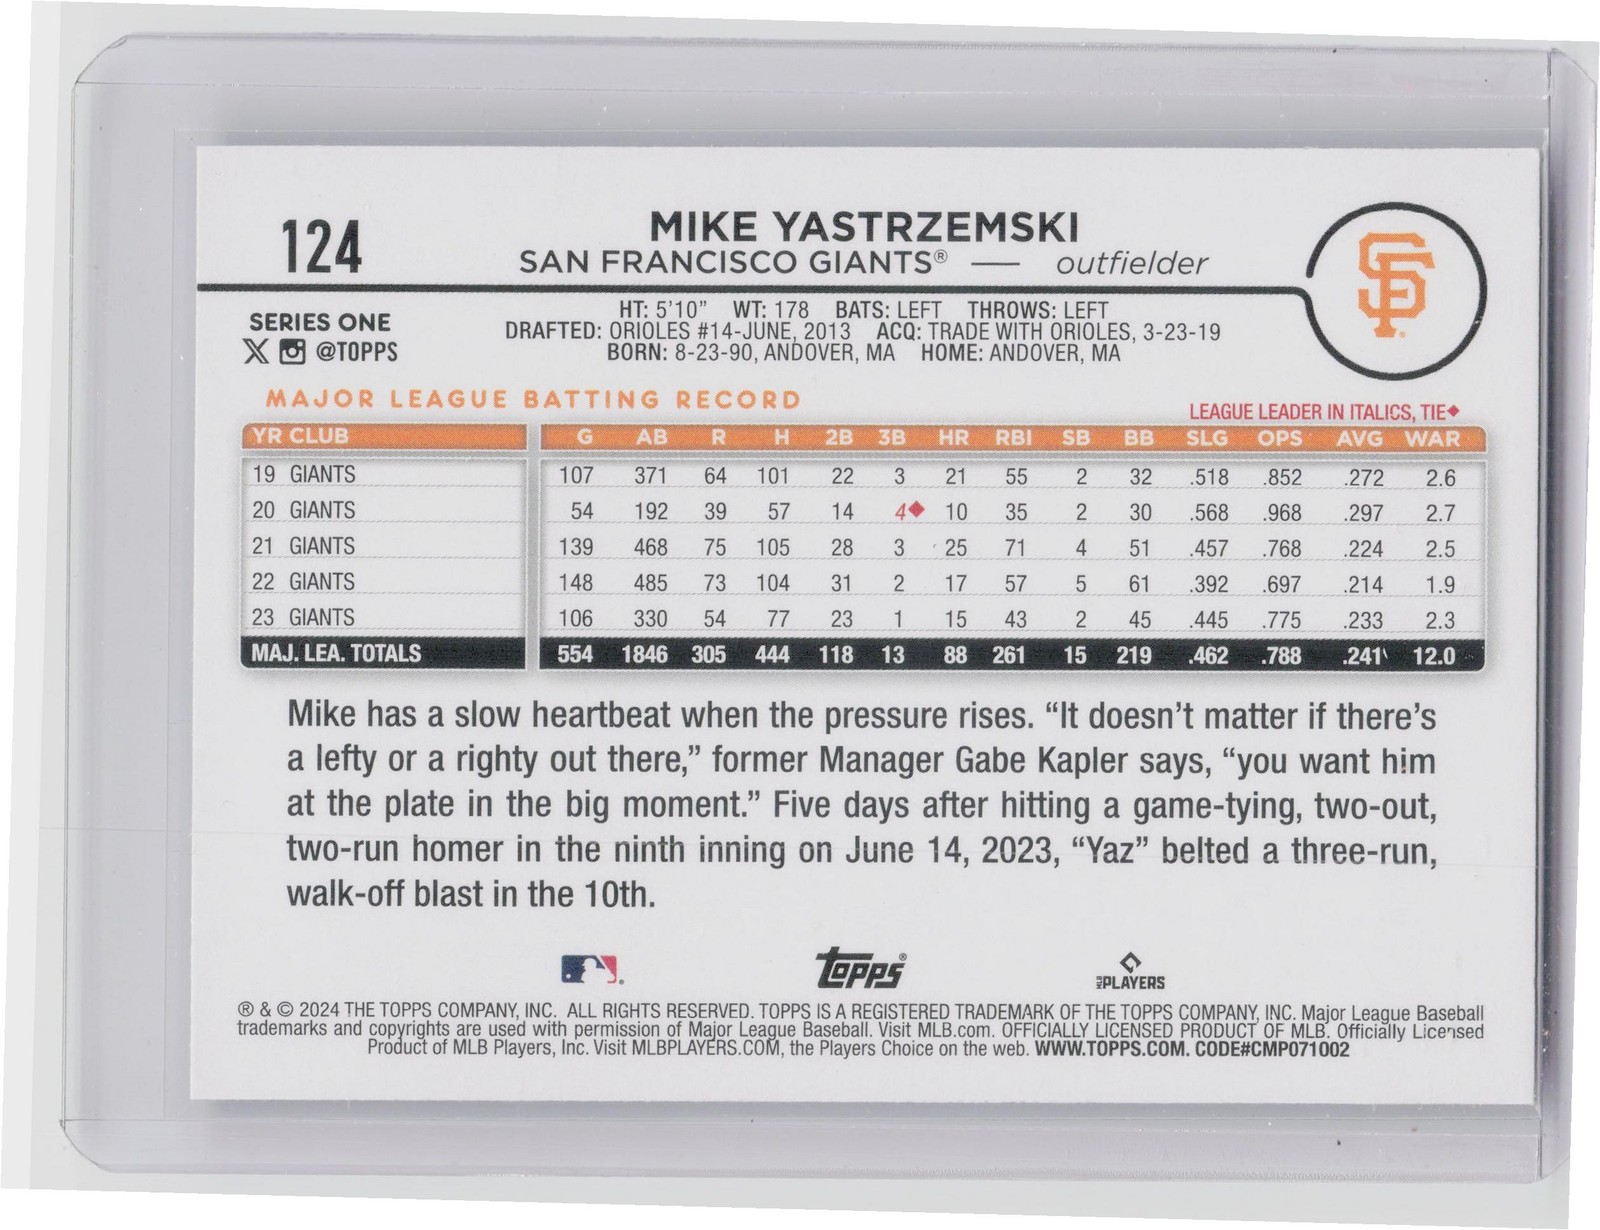 124
MIKE YASTRZEMSKI
SAN FRANCISCO GIANTS® — outfielder
SF
SERIES ONE
X @TOPPS
HT: 5'10" WT: 178 BATS: LEFT THROWS: LEFT
DRAFTED: ORIOLES #14-JUNE, 2013 ACQ: TRADE WITH ORIOLES, 3-23-19
BORN: 8-23-90, ANDOVER, MA HOME: ANDOVER, MA
MAJOR LEAGUE BATTING RECORD
LEAGUE LEADER IN ITALICS, TIE◆
YR CLUB G AB R H 2B 3B HR RBI SB BB SLG OPS AVG WAR
19 GIANTS 107 371 64 101 22 3 21 55 2 32 .518 .852 .272 2.6
20 GIANTS 54 192 39 57 14 4◆ 10 35 2 30 .568 .968 .297 2.7
21 GIANTS 139 468 75 105 28 3 25 71 4 51 .457 .768 .224 2.5
22 GIANTS 148 485 73 104 31 2 17 57 5 61 .392 .697 .214 1.9
23 GIANTS 106 330 54 77 23 1 15 43 2 45 .445 .775 .233 2.3
MAJ. LEA. TOTALS 554 1846 305 444 118 13 88 261 15 219 .462 .788 .241 12.0
Mike has a slow heartbeat when the pressure rises. “It doesn’t matter if there’s
a lefty or a righty out there,” former Manager Gabe Kapler says, “you want him
at the plate in the big moment.” Five days after hitting a game-tying, two-out,
two-run homer in the ninth inning on June 14, 2023, “Yaz” belted a three-run,
walk-off blast in the 10th.
Topps®
MLB PLAYERS
® & © 2024 THE TOPPS COMPANY, INC. ALL RIGHTS RESERVED. TOPPS IS A REGISTERED TRADEMARK OF THE TOPPS COMPANY, INC. Major League Baseball
trademarks and copyrights are used with permission of Major League Baseball. Visit MLB.com. OFFICIALLY LICENSED PRODUCT OF MLB. Officially Licensed
Product of MLB Players, Inc. Visit MLBPLAYERS.COM, the Players Choice on the web. WWW.TOPPS.COM. CODE#CMP071002